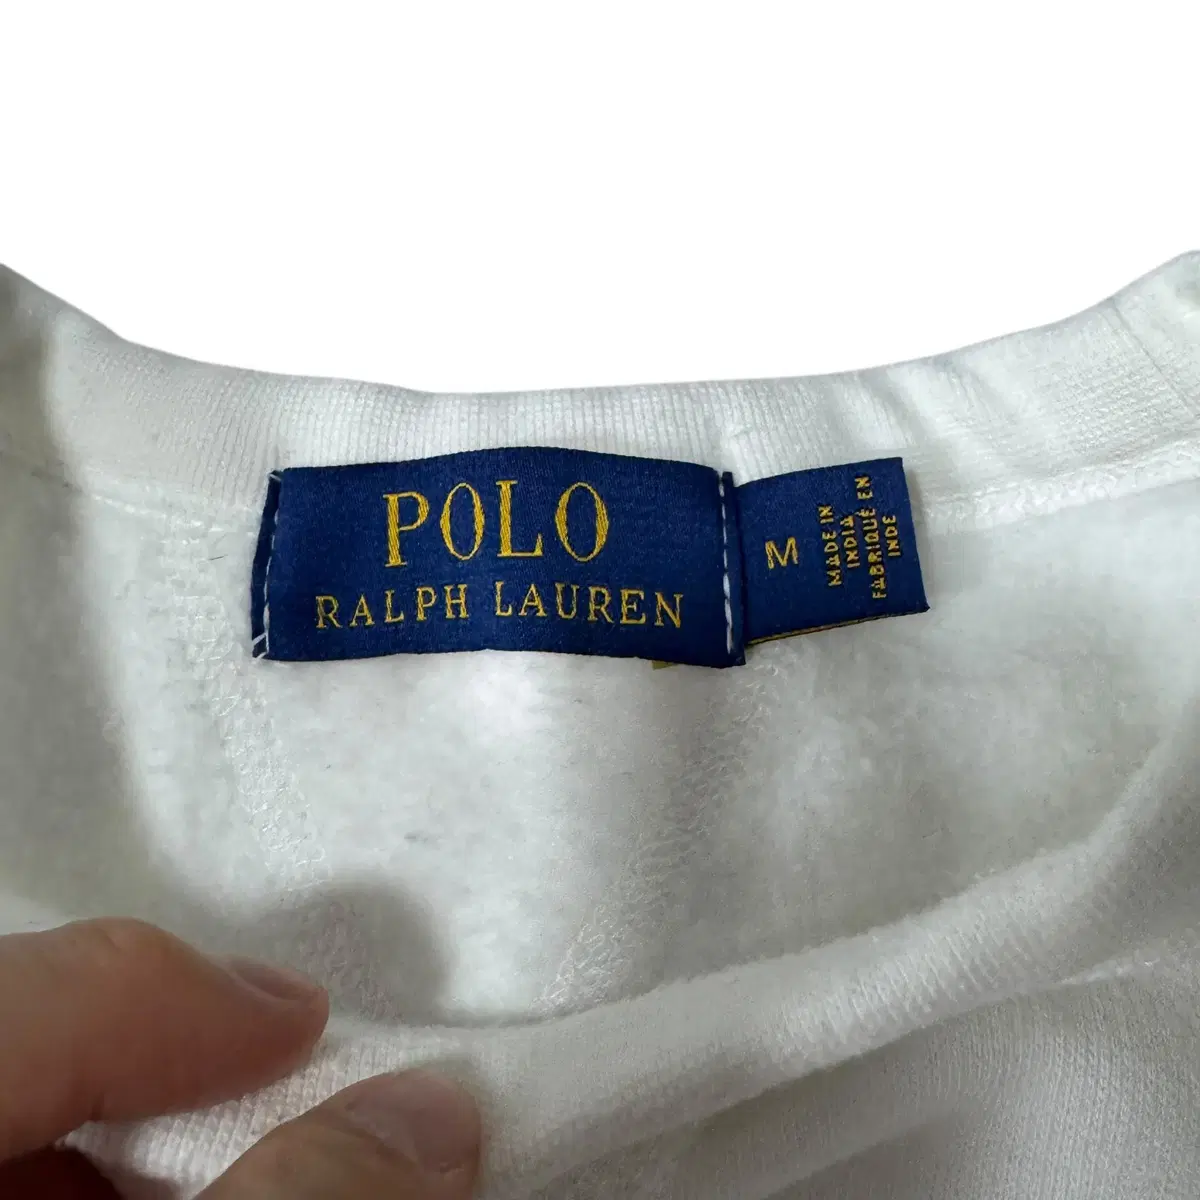 POLO
RALPH LAUREN
M
MADE IN
INDIA
FABRIQUÉ EN
INDE